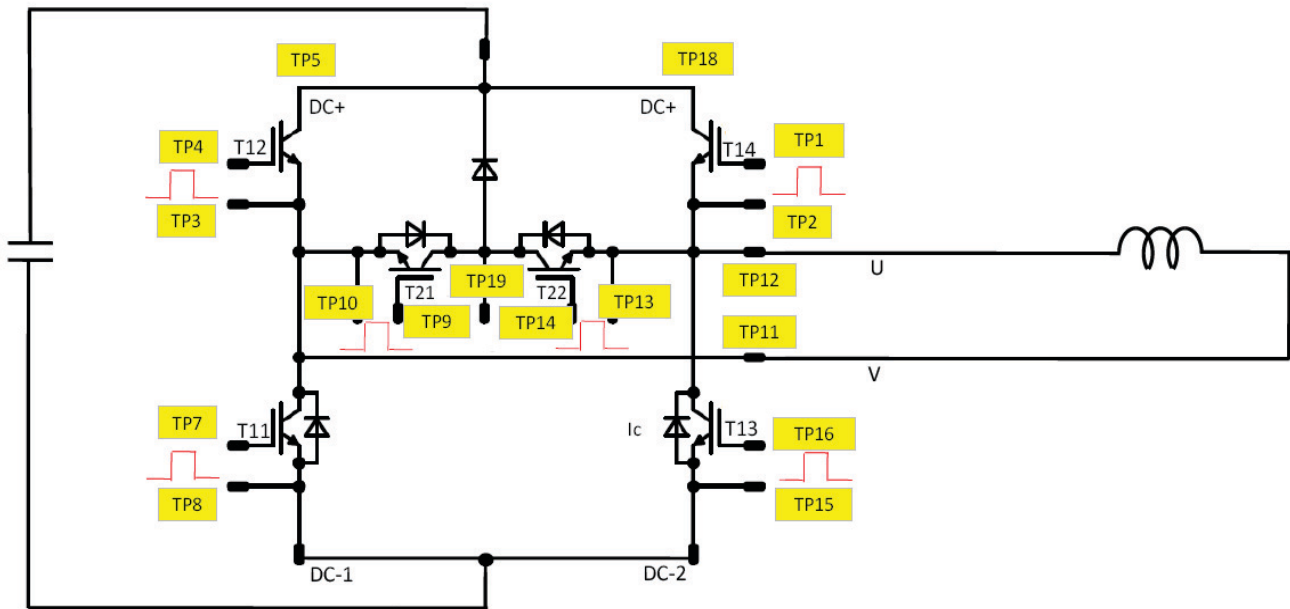 TP5
TP18
DC+
DC+
TP4
T12
T14
TP1
TP3
TP2
TP10
T21
TP9
TP19
TP14
T22
TP13
TP12
U
TP11
V
TP7
T11
Ic
T13
TP16
TP8
TP15
DC-1
DC-2